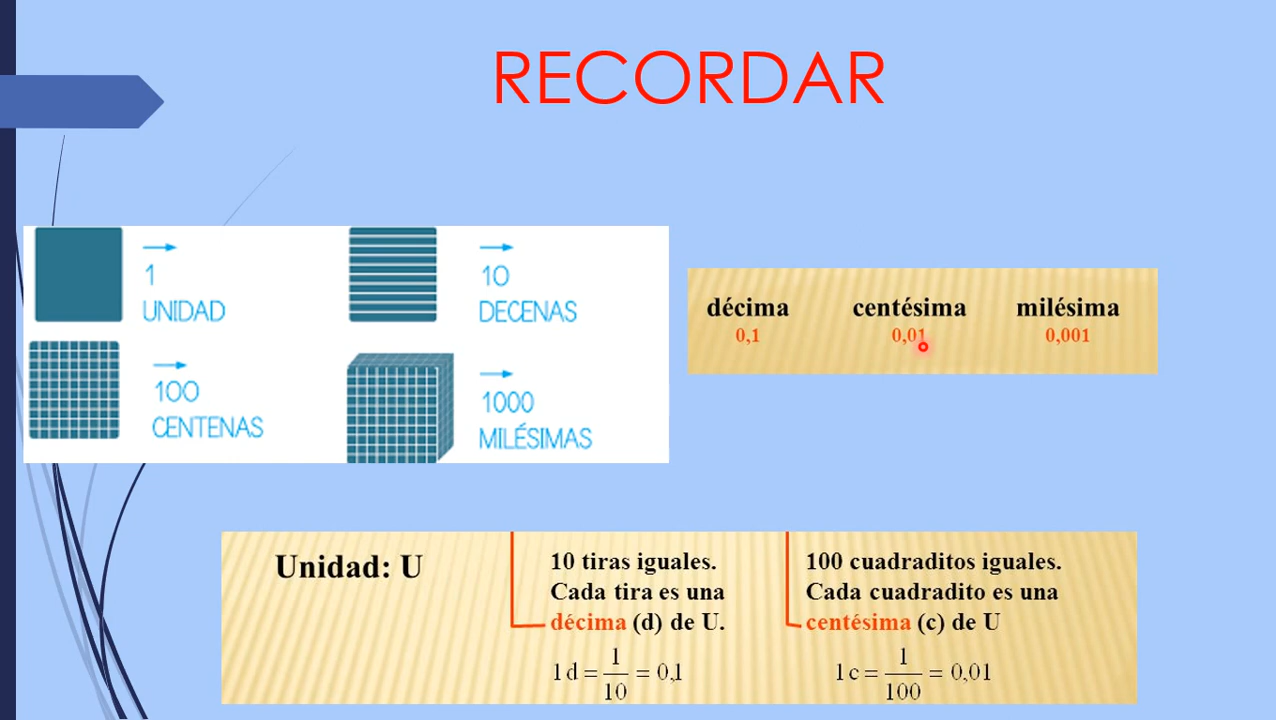 RECORDAR
1
UNIDAD
10
DECENAS
100
CENTENAS
1000
MILÉSIMAS
décima centésima milésima
0,1 0,01 0,001
Unidad: U
10 tiras iguales.
Cada tira es una
décima (d) de U.
1 d = 1/10 = 0,1
100 cuadraditos iguales.
Cada cuadradito es una
centésima (c) de U
1 c = 1/100 = 0,01